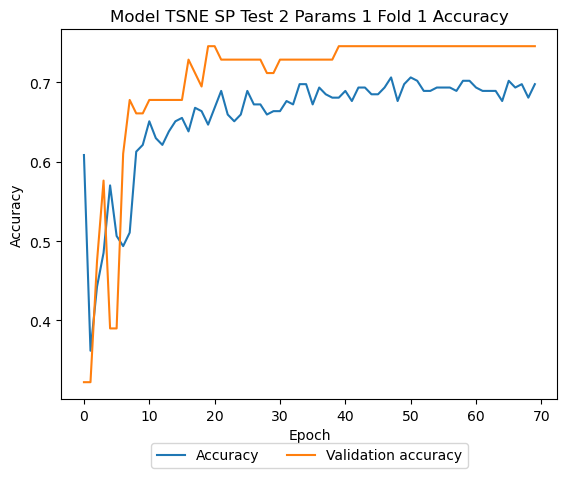 Model TSNE SP Test 2 Params 1 Fold 1 Accuracy
0.7
0.6
0.5
0.4
Accuracy
0 10 20 30 40 50 60 70
Epoch
Accuracy Validation accuracy